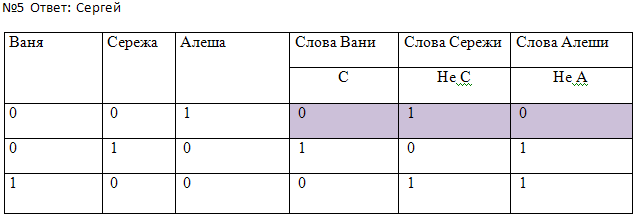 №5 Ответ: Сергей
Ваня Сережа Алеша Слова Вани Слова Сережи Слова Алеши
С Не С Не А
0 0 1 0 1 0
0 1 0 1 0 1
1 0 0 0 1 1